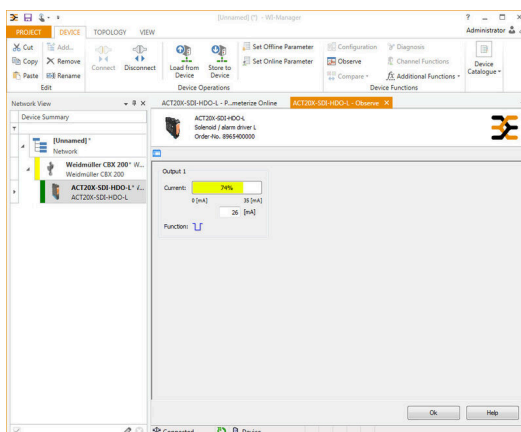 [Unnamed] (*) - WI-Manager
?
PROJECT DEVICE TOPOLOGY VIEW Administrator
Cut Add... Load from Device Store to Device Set Offline Parameter Configuration Diagnosis
Copy Remove Connect Disconnect Set Online Parameter Observe Channel Functions Device Catalogue
Paste Rename Compare Additional Functions
Edit Device Operations Device Functions
Network View
Device Summary
[Unnamed]*
Network
Weidmüller CBX 200* W...
Weidmüller CBX 200
ACT20X-SDI-HDO-L* /...
ACT20X-SDI-HDO-L
ACT20X-SDI-HDO-L - P...meterize Online ACT20X-SDI-HDO-L - Observe
ACT20X-SDI-HDO-L
Solenoid / alarm driver L
Order-No. 8965400000
Output 1
Current: 74%
0 [mA] 35 [mA]
26 [mA]
Function:
Ok Help
Connected Device